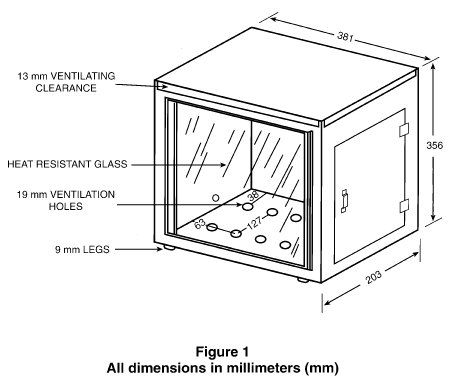 381
13 mm VENTILATING
CLEARANCE
356
HEAT RESISTANT GLASS
19 mm VENTILATION
HOLES
38
127
63
9 mm LEGS
203
Figure 1
All dimensions in millimeters (mm)